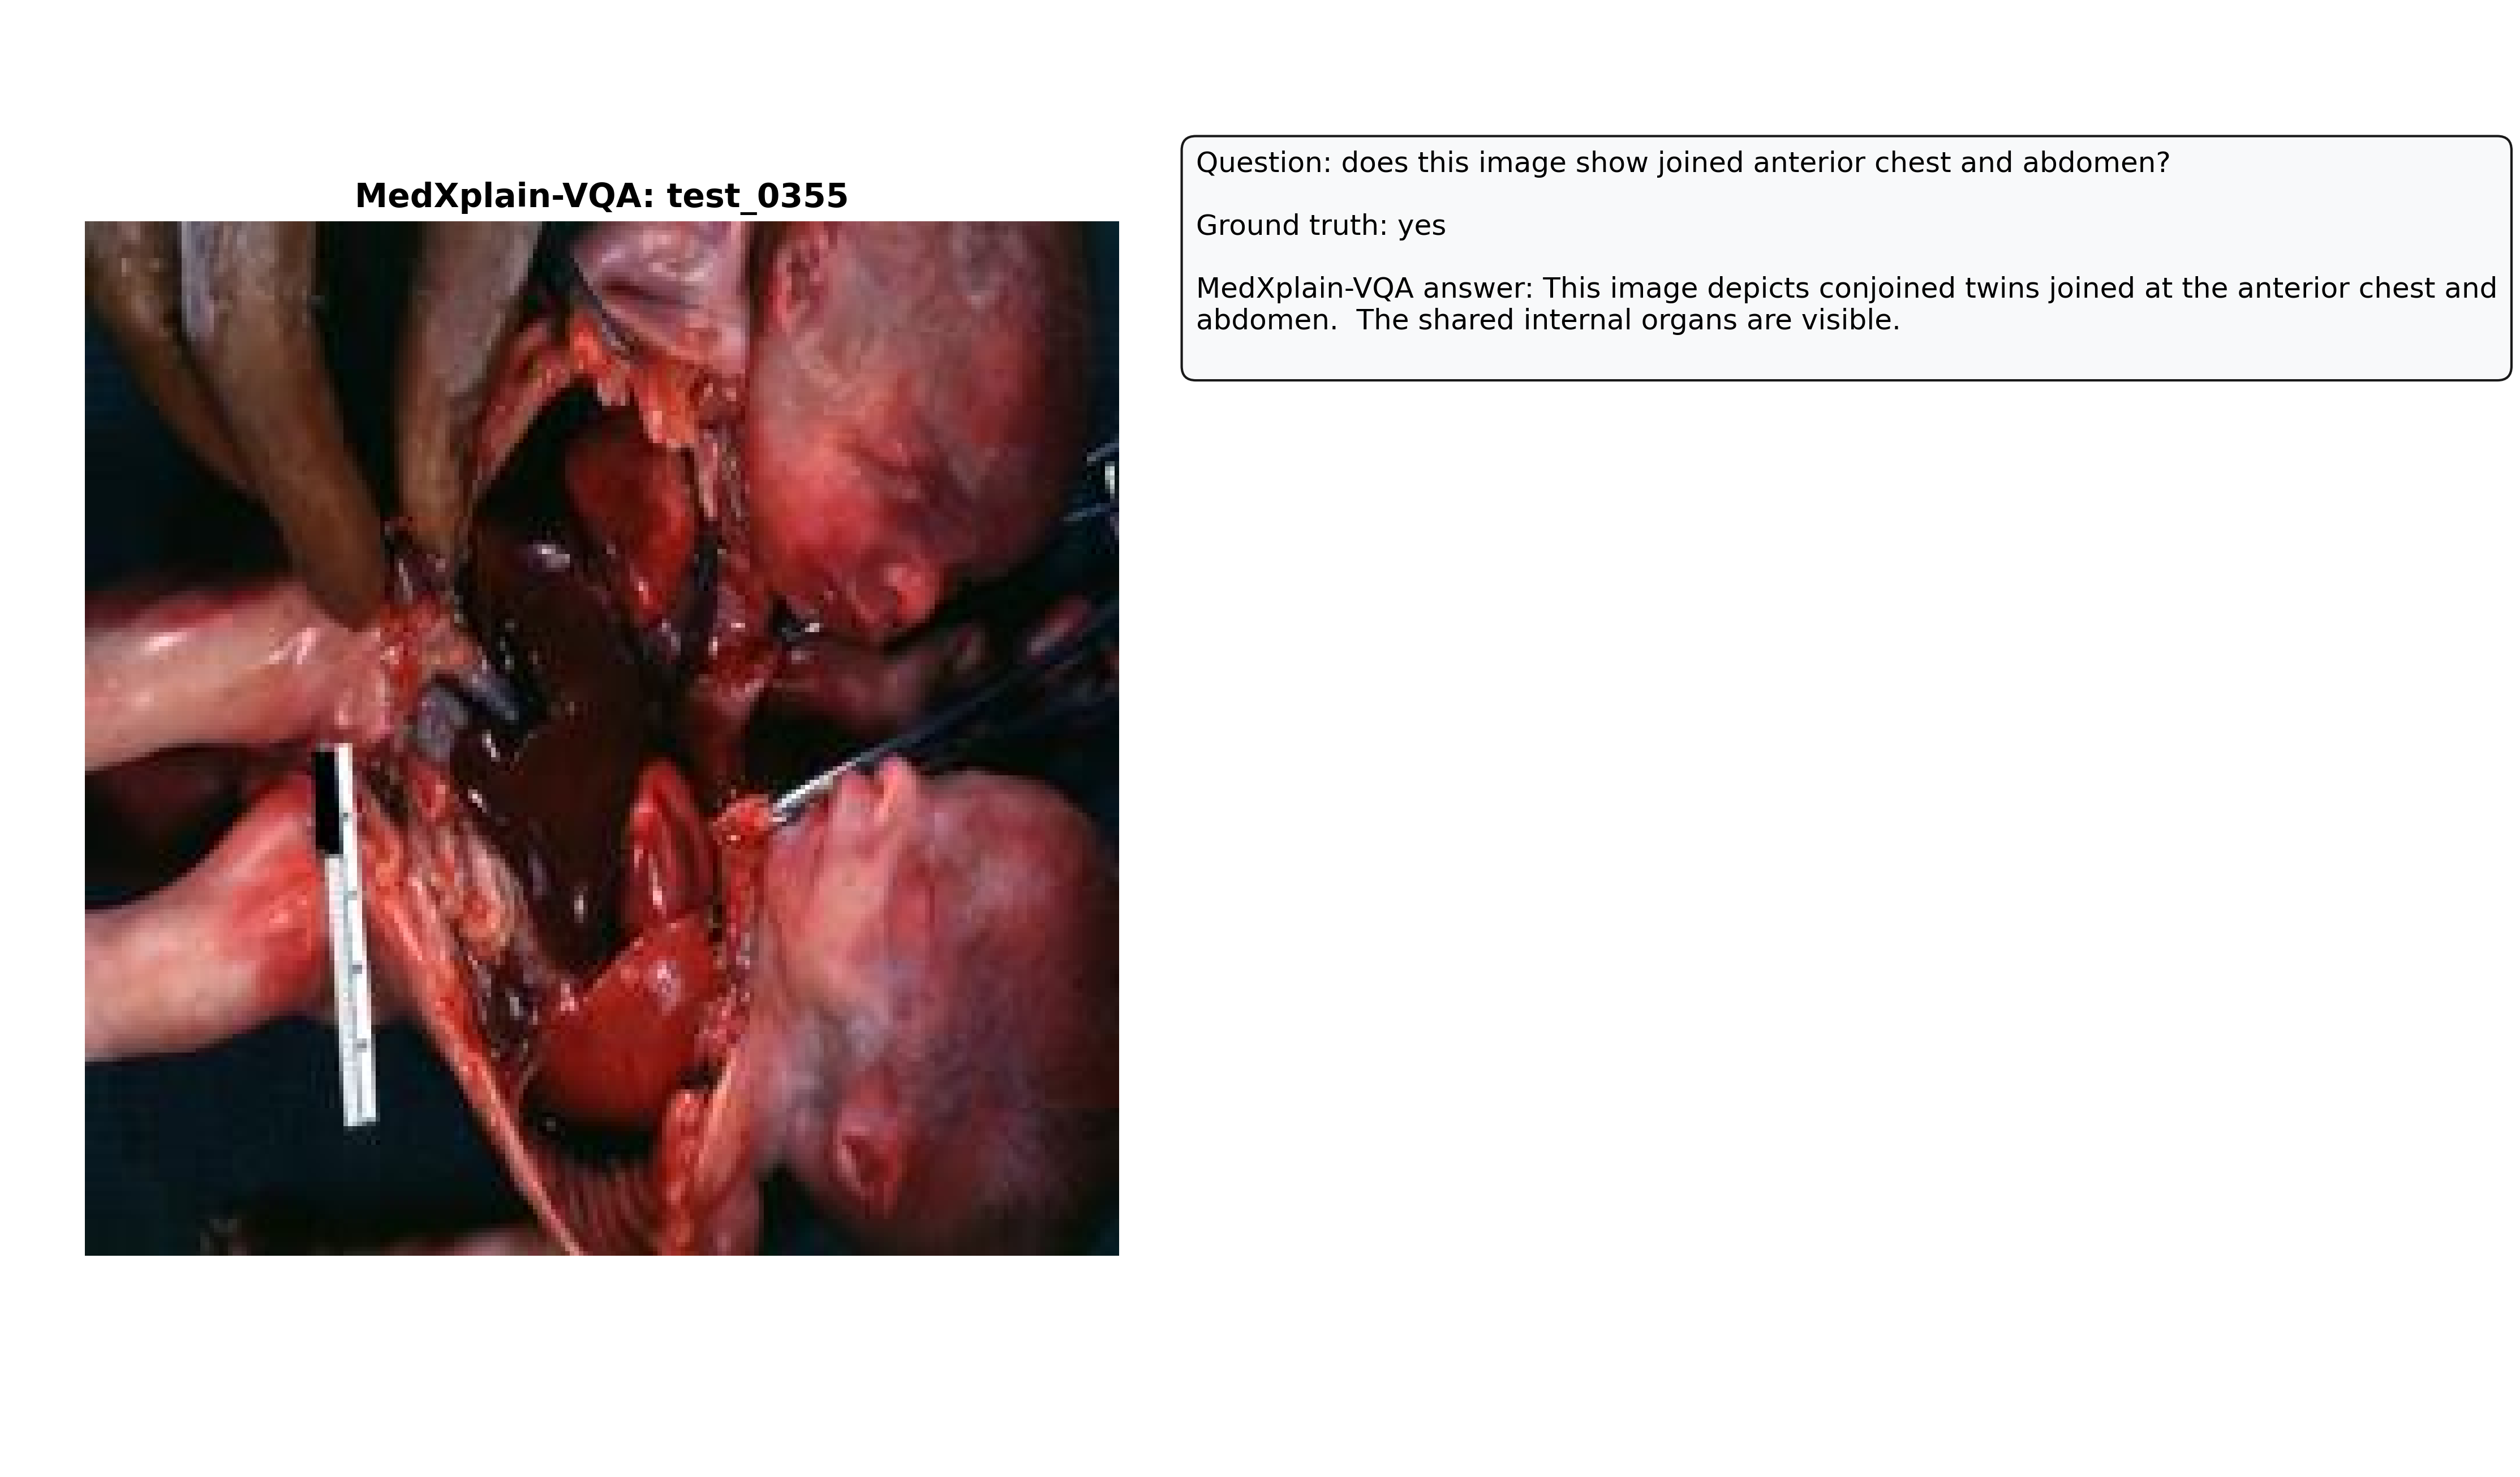 MedXplain-VQA: test_0355
Question: does this image show joined anterior chest and abdomen?
Ground truth: yes
MedXplain-VQA answer: This image depicts conjoined twins joined at the anterior chest and
abdomen.  The shared internal organs are visible.